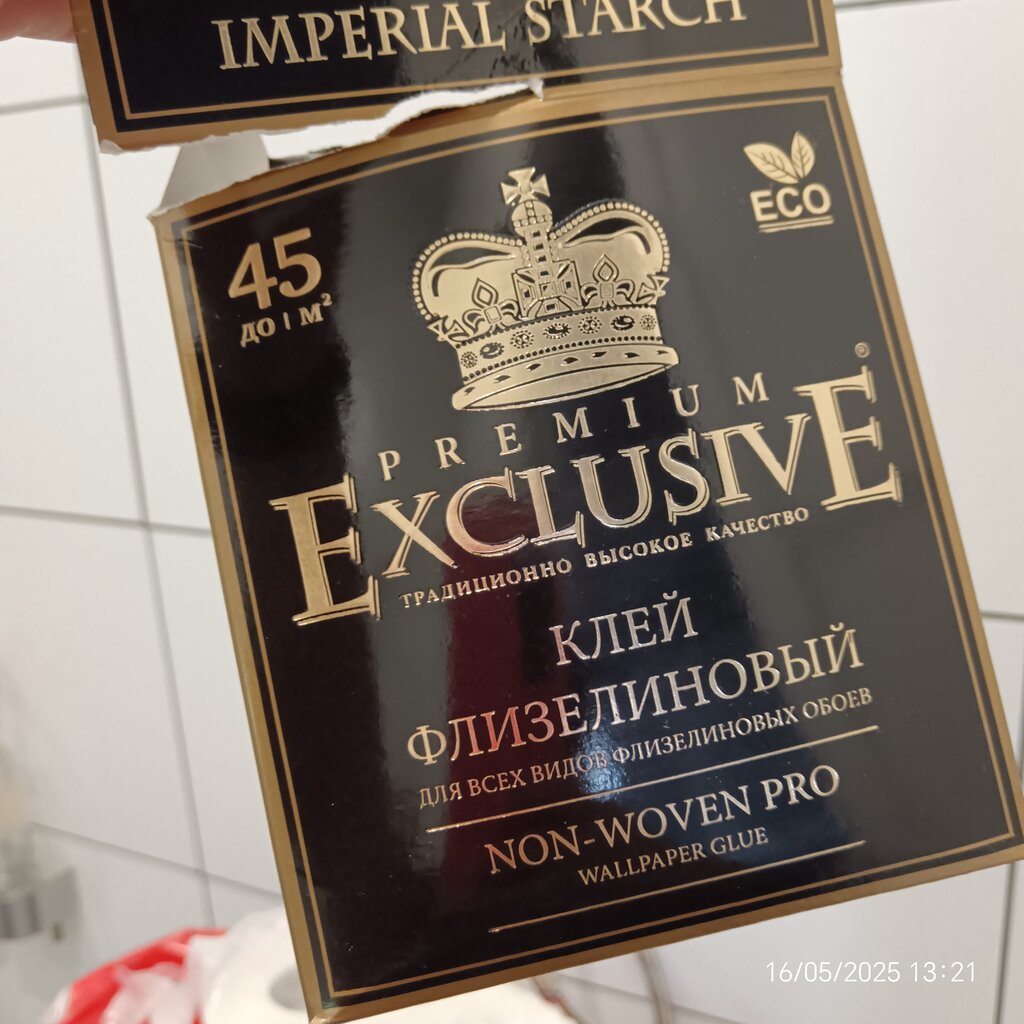 IMPERIAL STARCH
ECO
45
ДО | М²
PREMIUM
EXCLUSIVE®
ТРАДИЦИОННО ВЫСОКОЕ КАЧЕСТВО
КЛЕЙ
ФЛИЗЕЛИНОВЫЙ
ДЛЯ ВСЕХ ВИДОВ ФЛИЗЕЛИНОВЫХ ОБОЕВ
NON-WOVEN PRO
WALLPAPER GLUE
16/05/2025 13:21